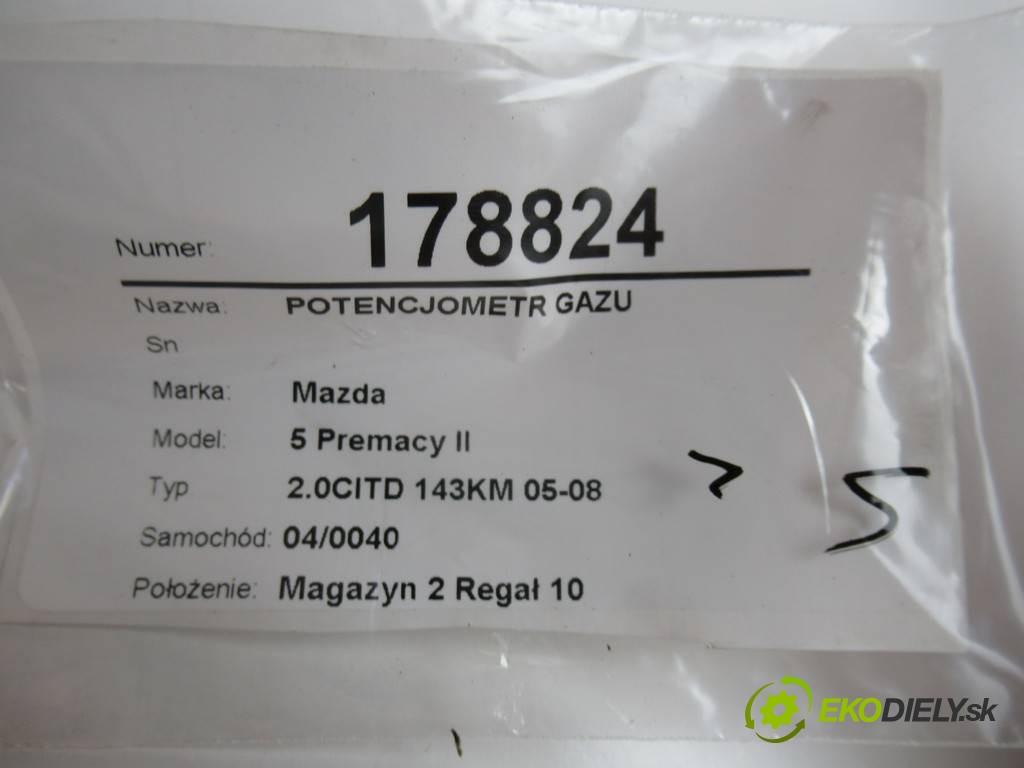 Numer: 178824
Nazwa: POTENCJOMETR GAZU
Sn
Marka: Mazda
Model: 5 Premacy II
Typ 2.0CITD 143KM 05-08
Samochód: 04/0040
Położenie: Magazyn 2 Regał 10
> 5
EKODIELY.sk